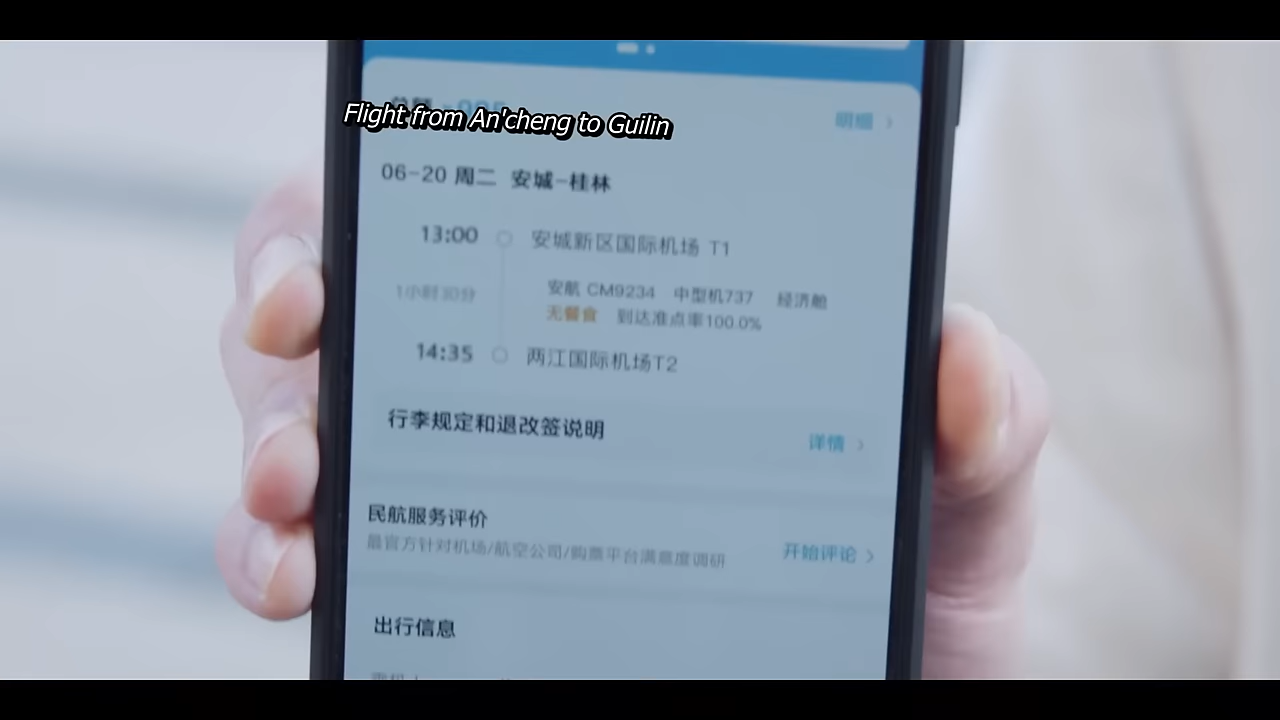 Flight from An'cheng to Guilin
明细 >
06-20 周二 安城-桂林
13:00 安城新区国际机场 T1
1小时30分 安航 CM9234 中型机737 经济舱
无餐食 到达准点率100.0%
14:35 两江国际机场T2
行李规定和退改签说明
详情 >
民航服务评价
最官方针对机场/航空公司/购票平台满意度调研
开始评论 >
出行信息